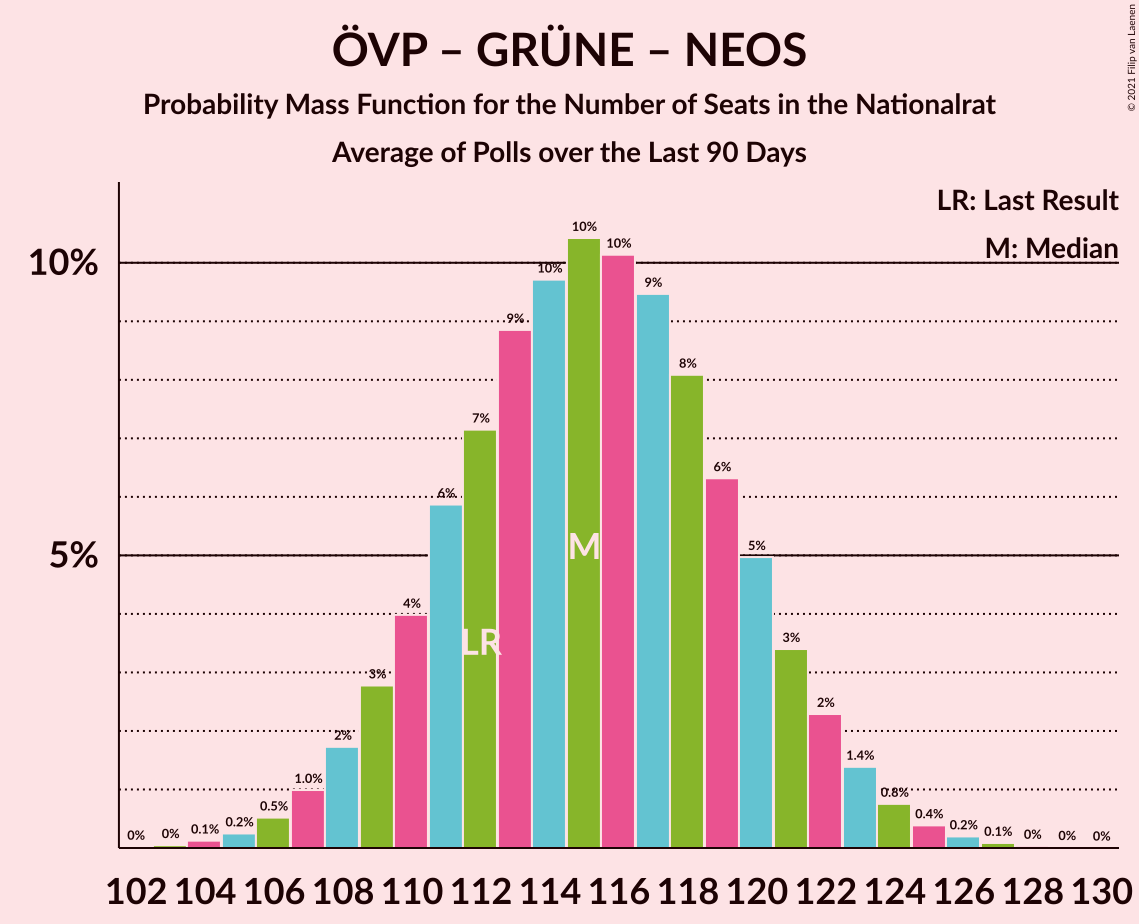 ÖVP – GRÜNE – NEOS
Probability Mass Function for the Number of Seats in the Nationalrat
Average of Polls over the Last 90 Days
© 2021 Filip van Laenen
LR: Last Result
M: Median
10%
5%
0% 0% 0.1% 0.2% 0.5% 1.0% 2% 3% 4% 6% 7% 9% 10% 10% 10% 9% 8% 6% 5% 3% 2% 1.4% 0.8% 0.4% 0.2% 0.1% 0% 0% 0%
LR
M
102 104 106 108 110 112 114 116 118 120 122 124 126 128 130